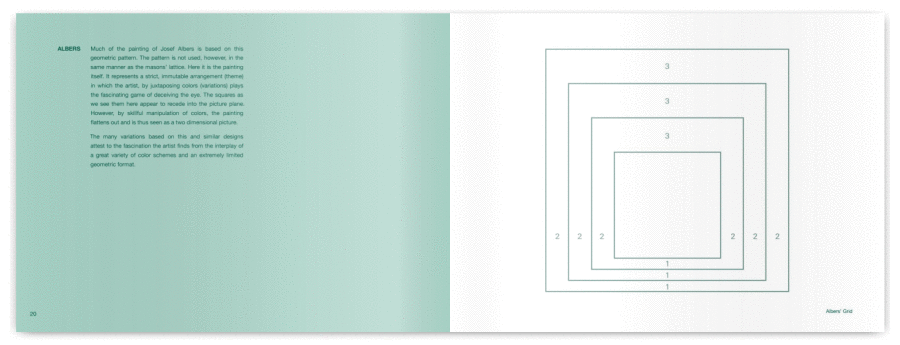 ALBERS Much of the painting of Josef Albers is based on this
geometric pattern. The pattern is not used, however, in the
same manner as the masons' lattice. Here it is the painting
itself. It represents a strict, immutable arrangement (theme)
in which the artist, by juxtaposing colors (variations) plays
the fascinating game of deceiving the eye. The squares as
we see them here appear to recede into the picture plane.
However, by skillful manipulation of colors, the painting
flattens out and is thus seen as a two dimensional picture.
The many variations based on this and similar designs
attest to the fascination the artist finds from the interplay of
a great variety of color schemes and an extremely limited
geometric format.
20
3
3
3
2 2 2 2 2 2
1
1
1
Albers' Grid